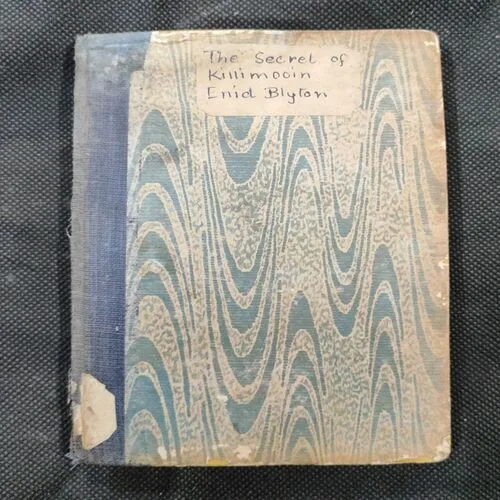 The Secret of
Killimooin
Enid Blyton